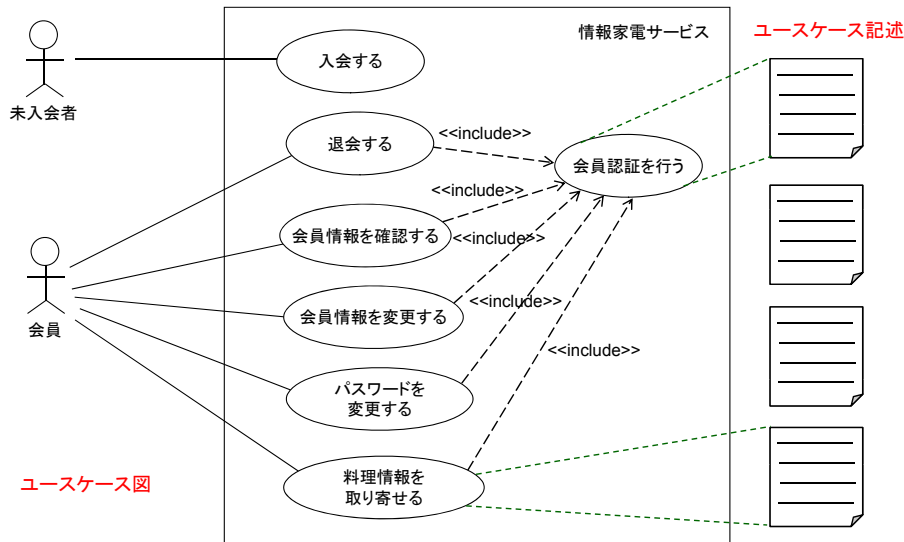 情報家電サービス
ユースケース記述
入会する
未入会者
<<include>>
退会する
会員認証を行う
<<include>>
会員情報を確認する
<<include>>
会員
<<include>>
会員情報を変更する
<<include>>
パスワードを
変更する
料理情報を
取り寄せる
ユースケース図